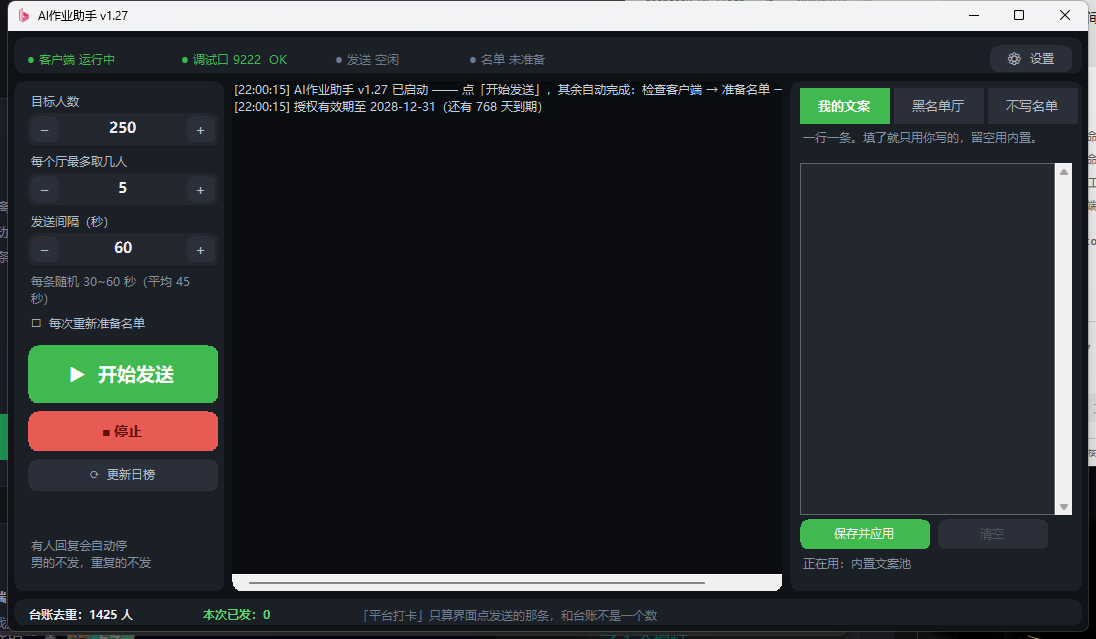 AI作业助手 v1.27
客户端 运行中
调试口 9222 OK
发送 空闲
名单 未准备
设置
目标人数
− 250 +
每个厅最多取几人
− 5 +
发送间隔（秒）
− 60 +
每条随机 30~60 秒（平均 45
秒）
每次重新准备名单
开始发送
停止
更新日榜
有人回复会自动停
男的不发，重复的不发
[22:00:15] AI作业助手 v1.27 已启动 —— 点「开始发送」，其余自动完成：检查客户端 → 准备名单 −
[22:00:15] 授权有效期至 2028-12-31（还有 768 天到期）
我的文案 黑名单厅 不写名单
一行一条。填了就只用你写的，留空用内置。
保存并应用 清空
正在用：内置文案池
台账去重：1425 人
本次已发：0
「平台打卡」只算界面点发送的那条，和台账不是一个数